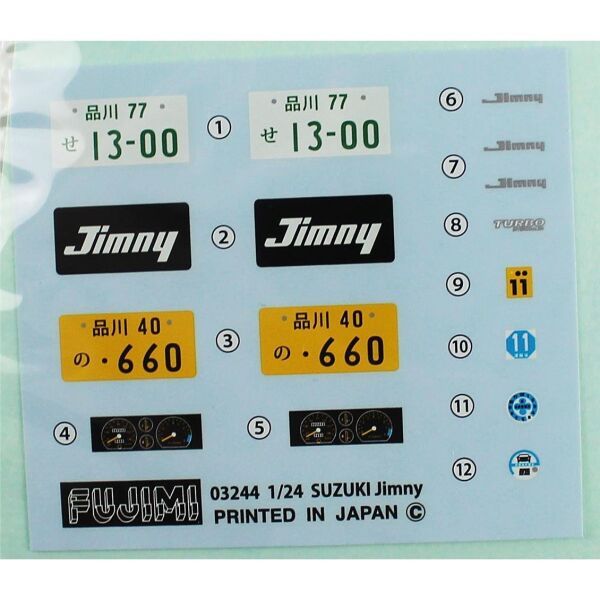 品川 77
せ 13-00
①
品川 77
せ 13-00
⑥ Jimny
⑦ Jimny
Jimny
Jimny
②
Jimny
⑧ TURBO
品川 40
の ・660
③
品川 40
の ・660
⑨ 11
⑩ 11
④
⑤
⑪
⑫
FUJIMI
03244 1/24 SUZUKI Jimny
PRINTED IN JAPAN ©